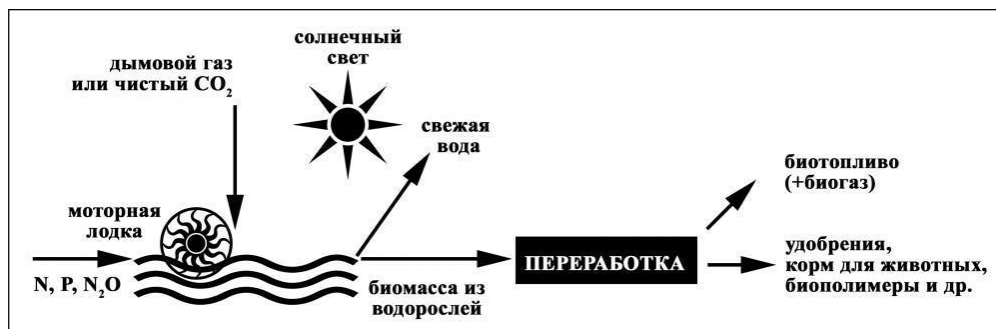 солнечный
свет
дымовой газ
или чистый CO₂
свежая
вода
моторная
лодка
N, P, N₂O
биомасса из
водорослей
ПЕРЕРАБОТКА
биотопливо
(+биогаз)
удобрения,
корм для животных,
биополимеры и др.